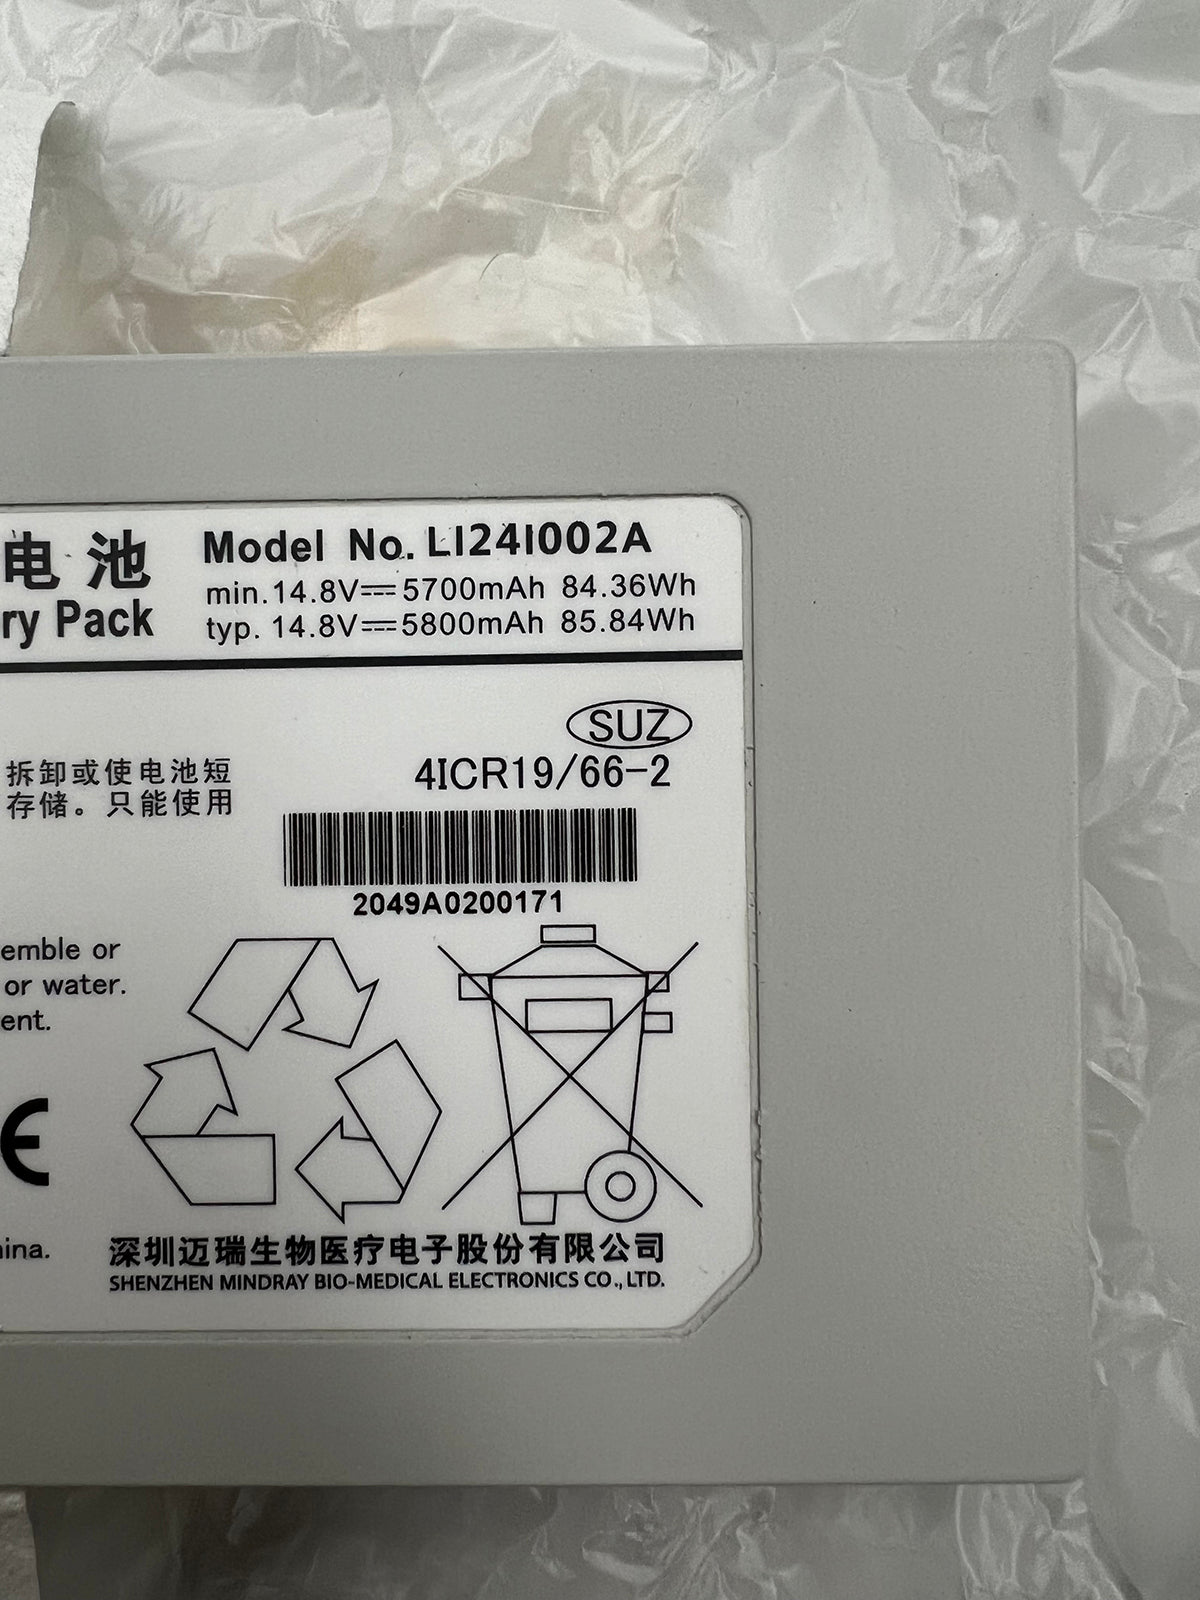 电池 Model No. LI24I002A
ry Pack min.14.8V⎓5700mAh 84.36Wh
typ. 14.8V⎓5800mAh 85.84Wh
SUZ
拆卸或使电池短 4ICR19/66-2
存储。只能使用
2049A0200171
emble or
or water.
ent.
CE
ina. 深圳迈瑞生物医疗电子股份有限公司
SHENZHEN MINDRAY BIO-MEDICAL ELECTRONICS CO., LTD.